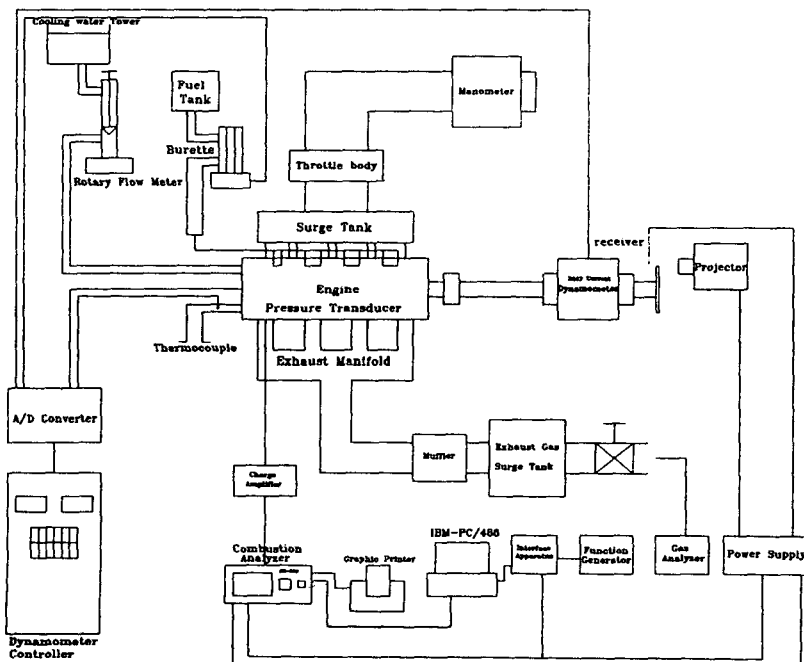 Cooling water Tower
Fuel
Tank
Manometer
Burette
Throttle body
Rotary Flow Meter
Surge Tank
receiver
Projector
Engine
Pressure Transducer
Dynamometer
Thermocouple
Exhaust Manifold
A/D Converter
Muffler
Exhaust Gas
Surge Tank
Charge
Amplifier
IBM-PC/486
Combustion
Analyzer
Graphic Printer
Interface
Apparatus
Function
Generator
Gas
Analyzer
Power Supply
Dynamometer
Controller